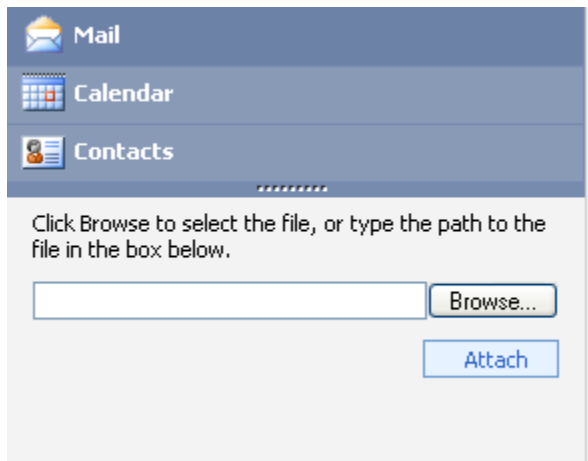 Mail
Calendar
Contacts
Click Browse to select the file, or type the path to the
file in the box below.
Browse...
Attach